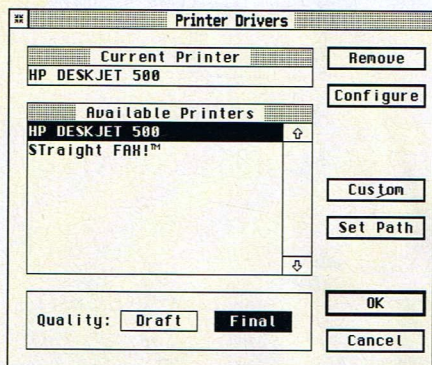 Printer Drivers
Current Printer
HP DESKJET 500
Available Printers
HP DESKJET 500
STraight FAX!™
Quality: Draft Final
Remove
Configure
Custom
Set Path
OK
Cancel